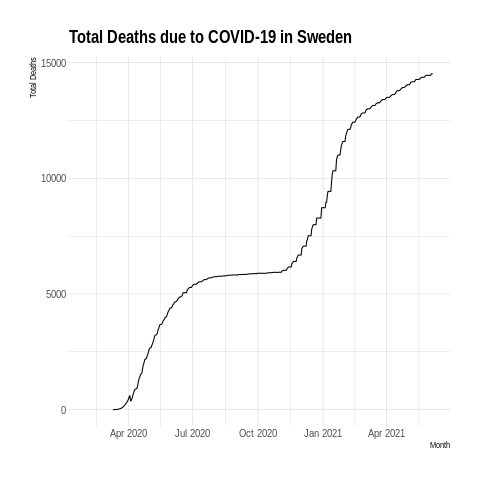 Total Deaths due to COVID-19 in Sweden
Total Deaths
15000
10000
5000
0
Apr 2020 Jul 2020 Oct 2020 Jan 2021 Apr 2021
Month